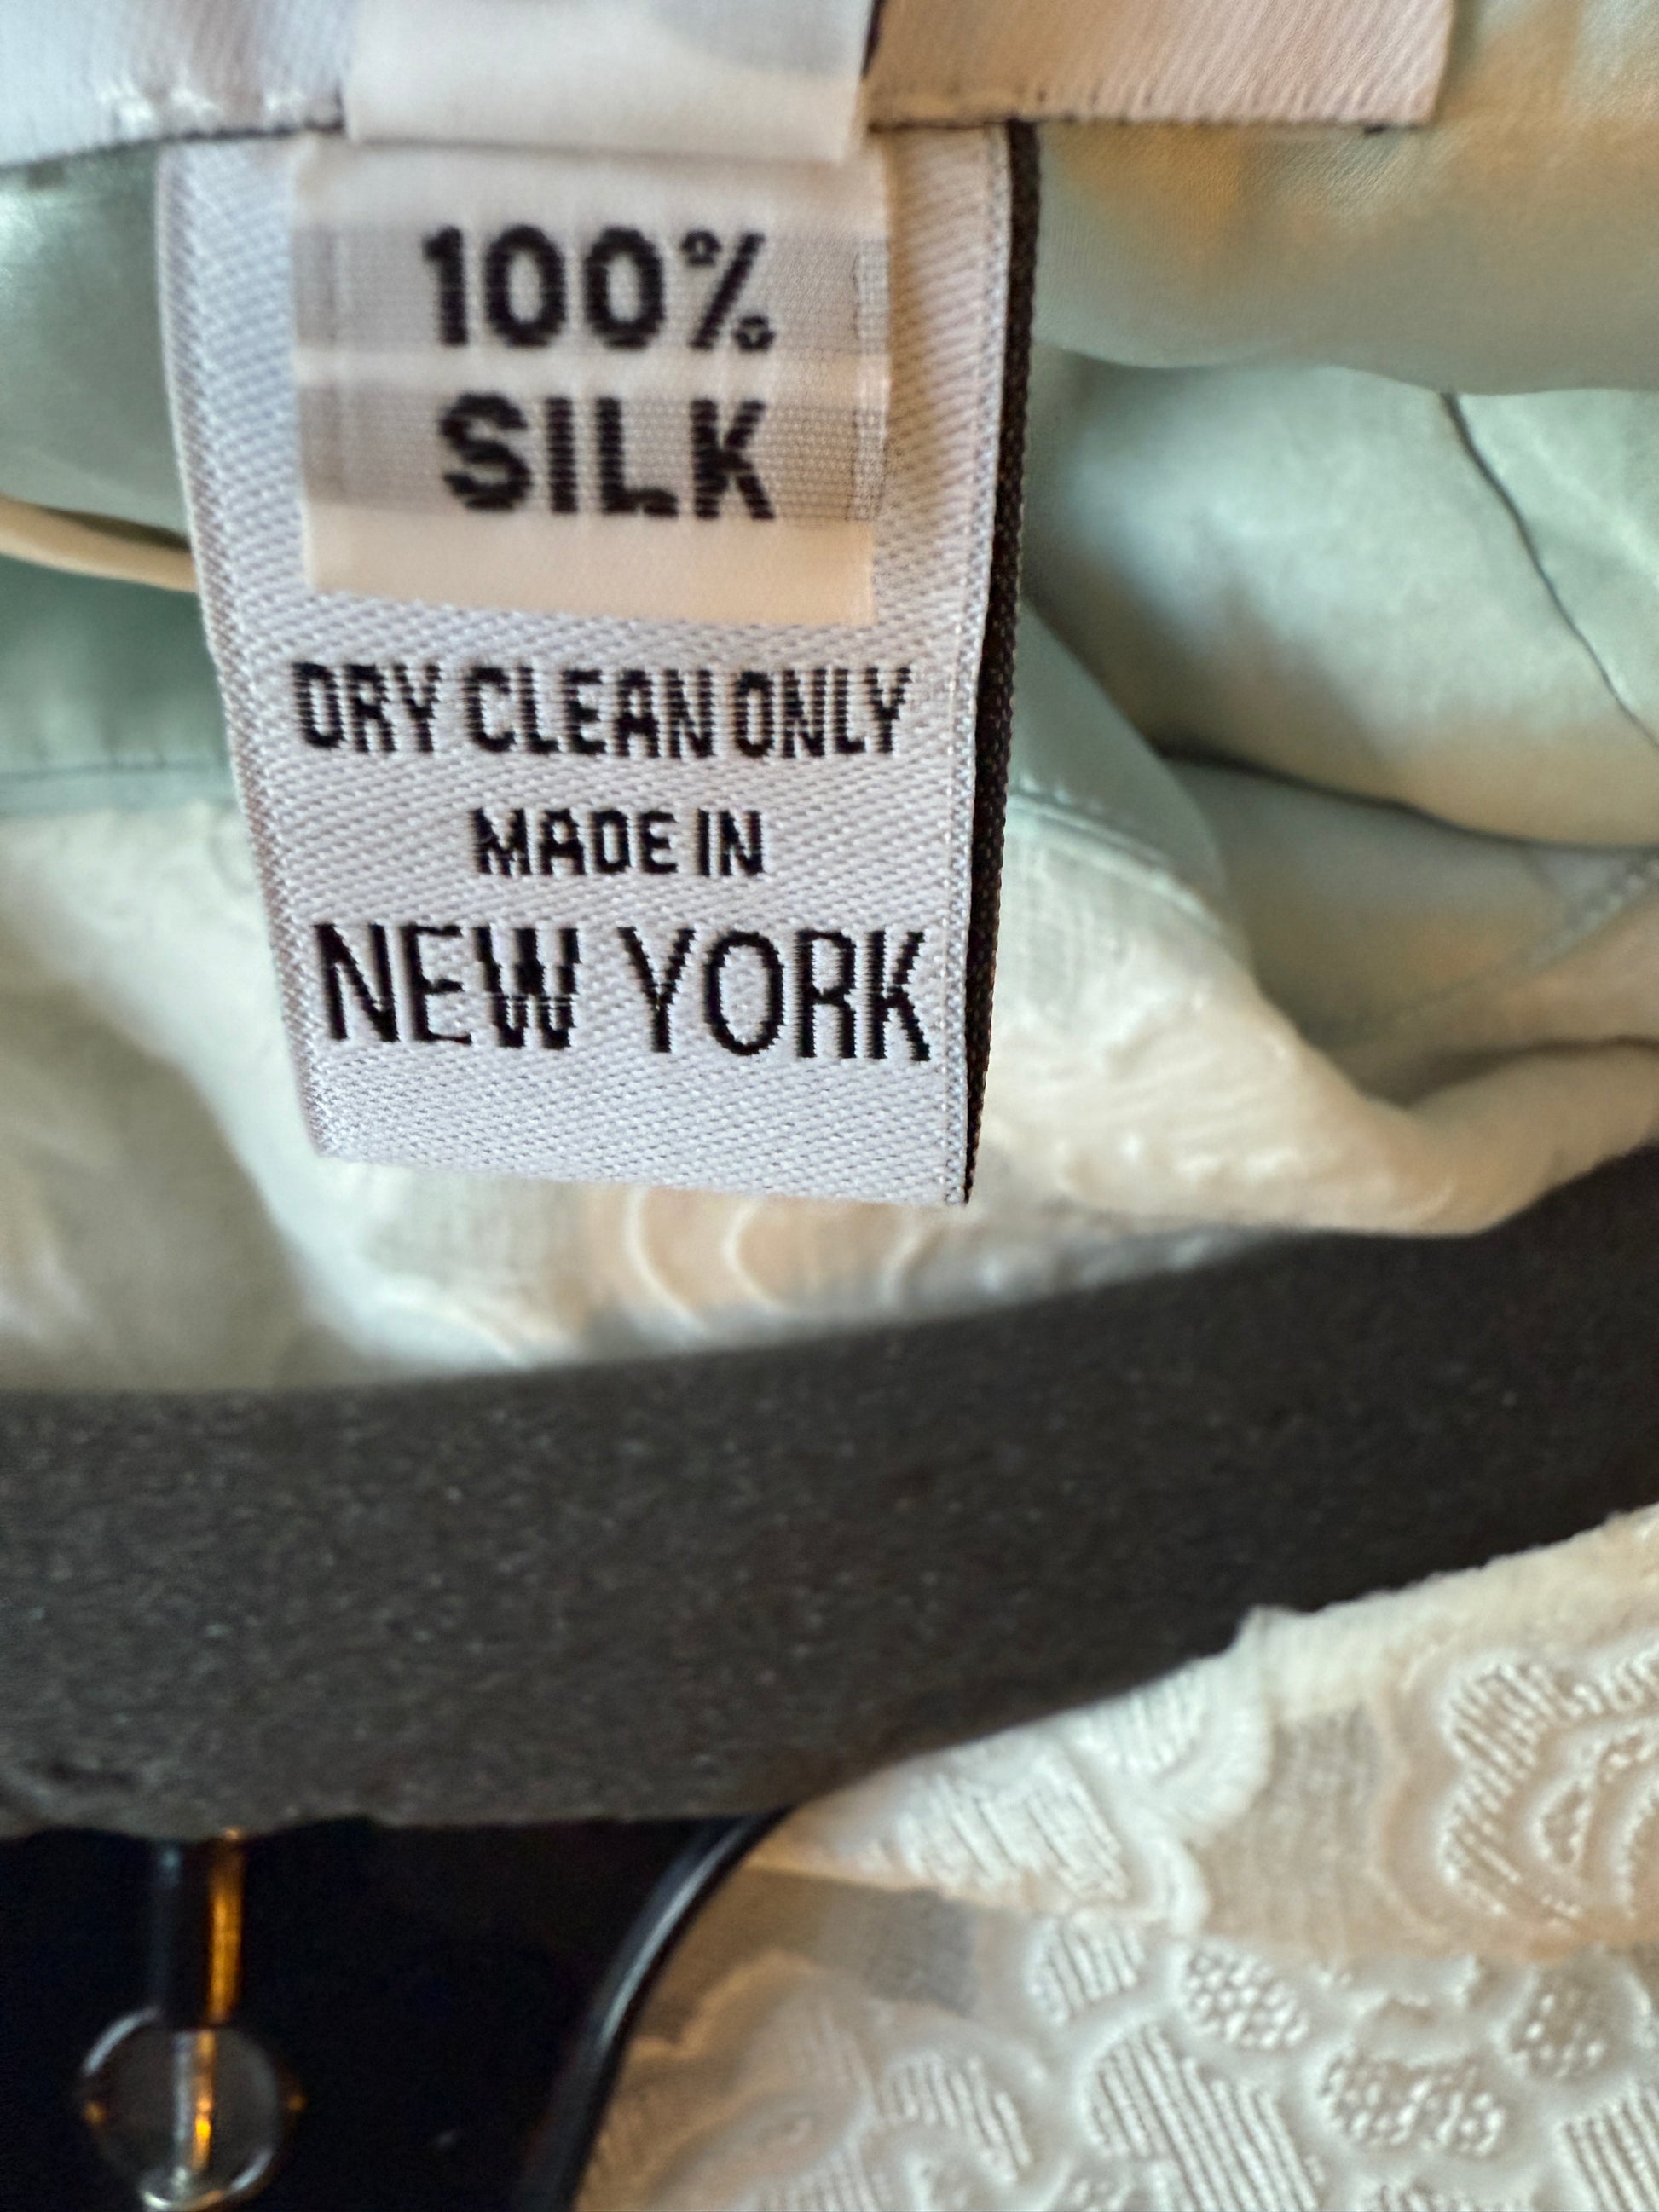 100%
SILK
DRY CLEAN ONLY
MADE IN
NEW YORK